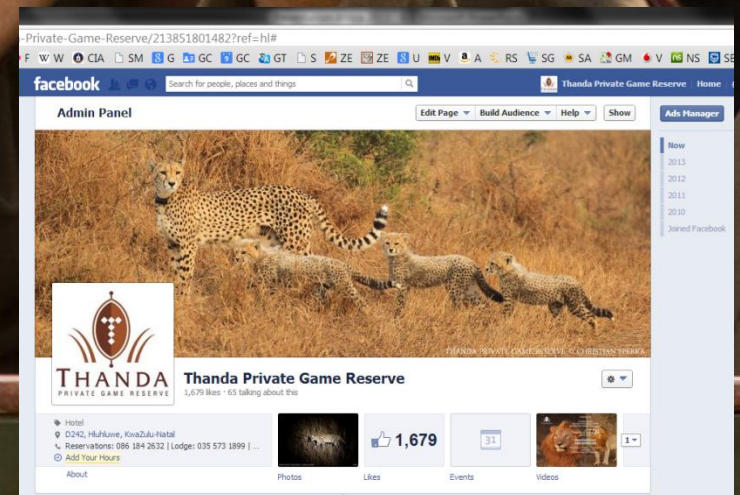 -Private-Game-Reserve/213851801482?ref=hl#
F W W CIA SM G GC GC GT S ZE ZE U V A RS SG SA GM V NS SE
facebook Search for people, places and things Thanda Private Game Reserve Home
Admin Panel Edit Page Build Audience Help Show Ads Manager
Now
2013
2012
2011
2010
Joined Facebook
THANDA PRIVATE GAME RESERVE © CHRISTIAN SPERKA
THANDA
PRIVATE GAME RESERVE
Thanda Private Game Reserve
1,679 likes · 65 talking about this
Hotel
D242, Hluhluwe, KwaZulu-Natal
Reservations: 086 184 2632 | Lodge: 035 573 1899 | ...
Add Your Hours
About
1,679
31
1
Photos Likes Events Videos